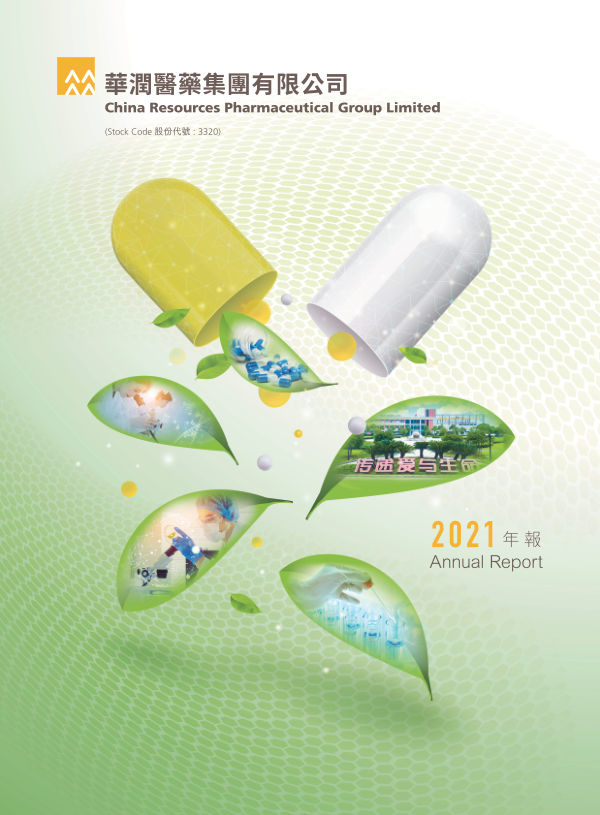 華潤醫藥集團有限公司
China Resources Pharmaceutical Group Limited
(Stock Code 股份代號 : 3320)
传递爱与生命
2021 年報
Annual Report